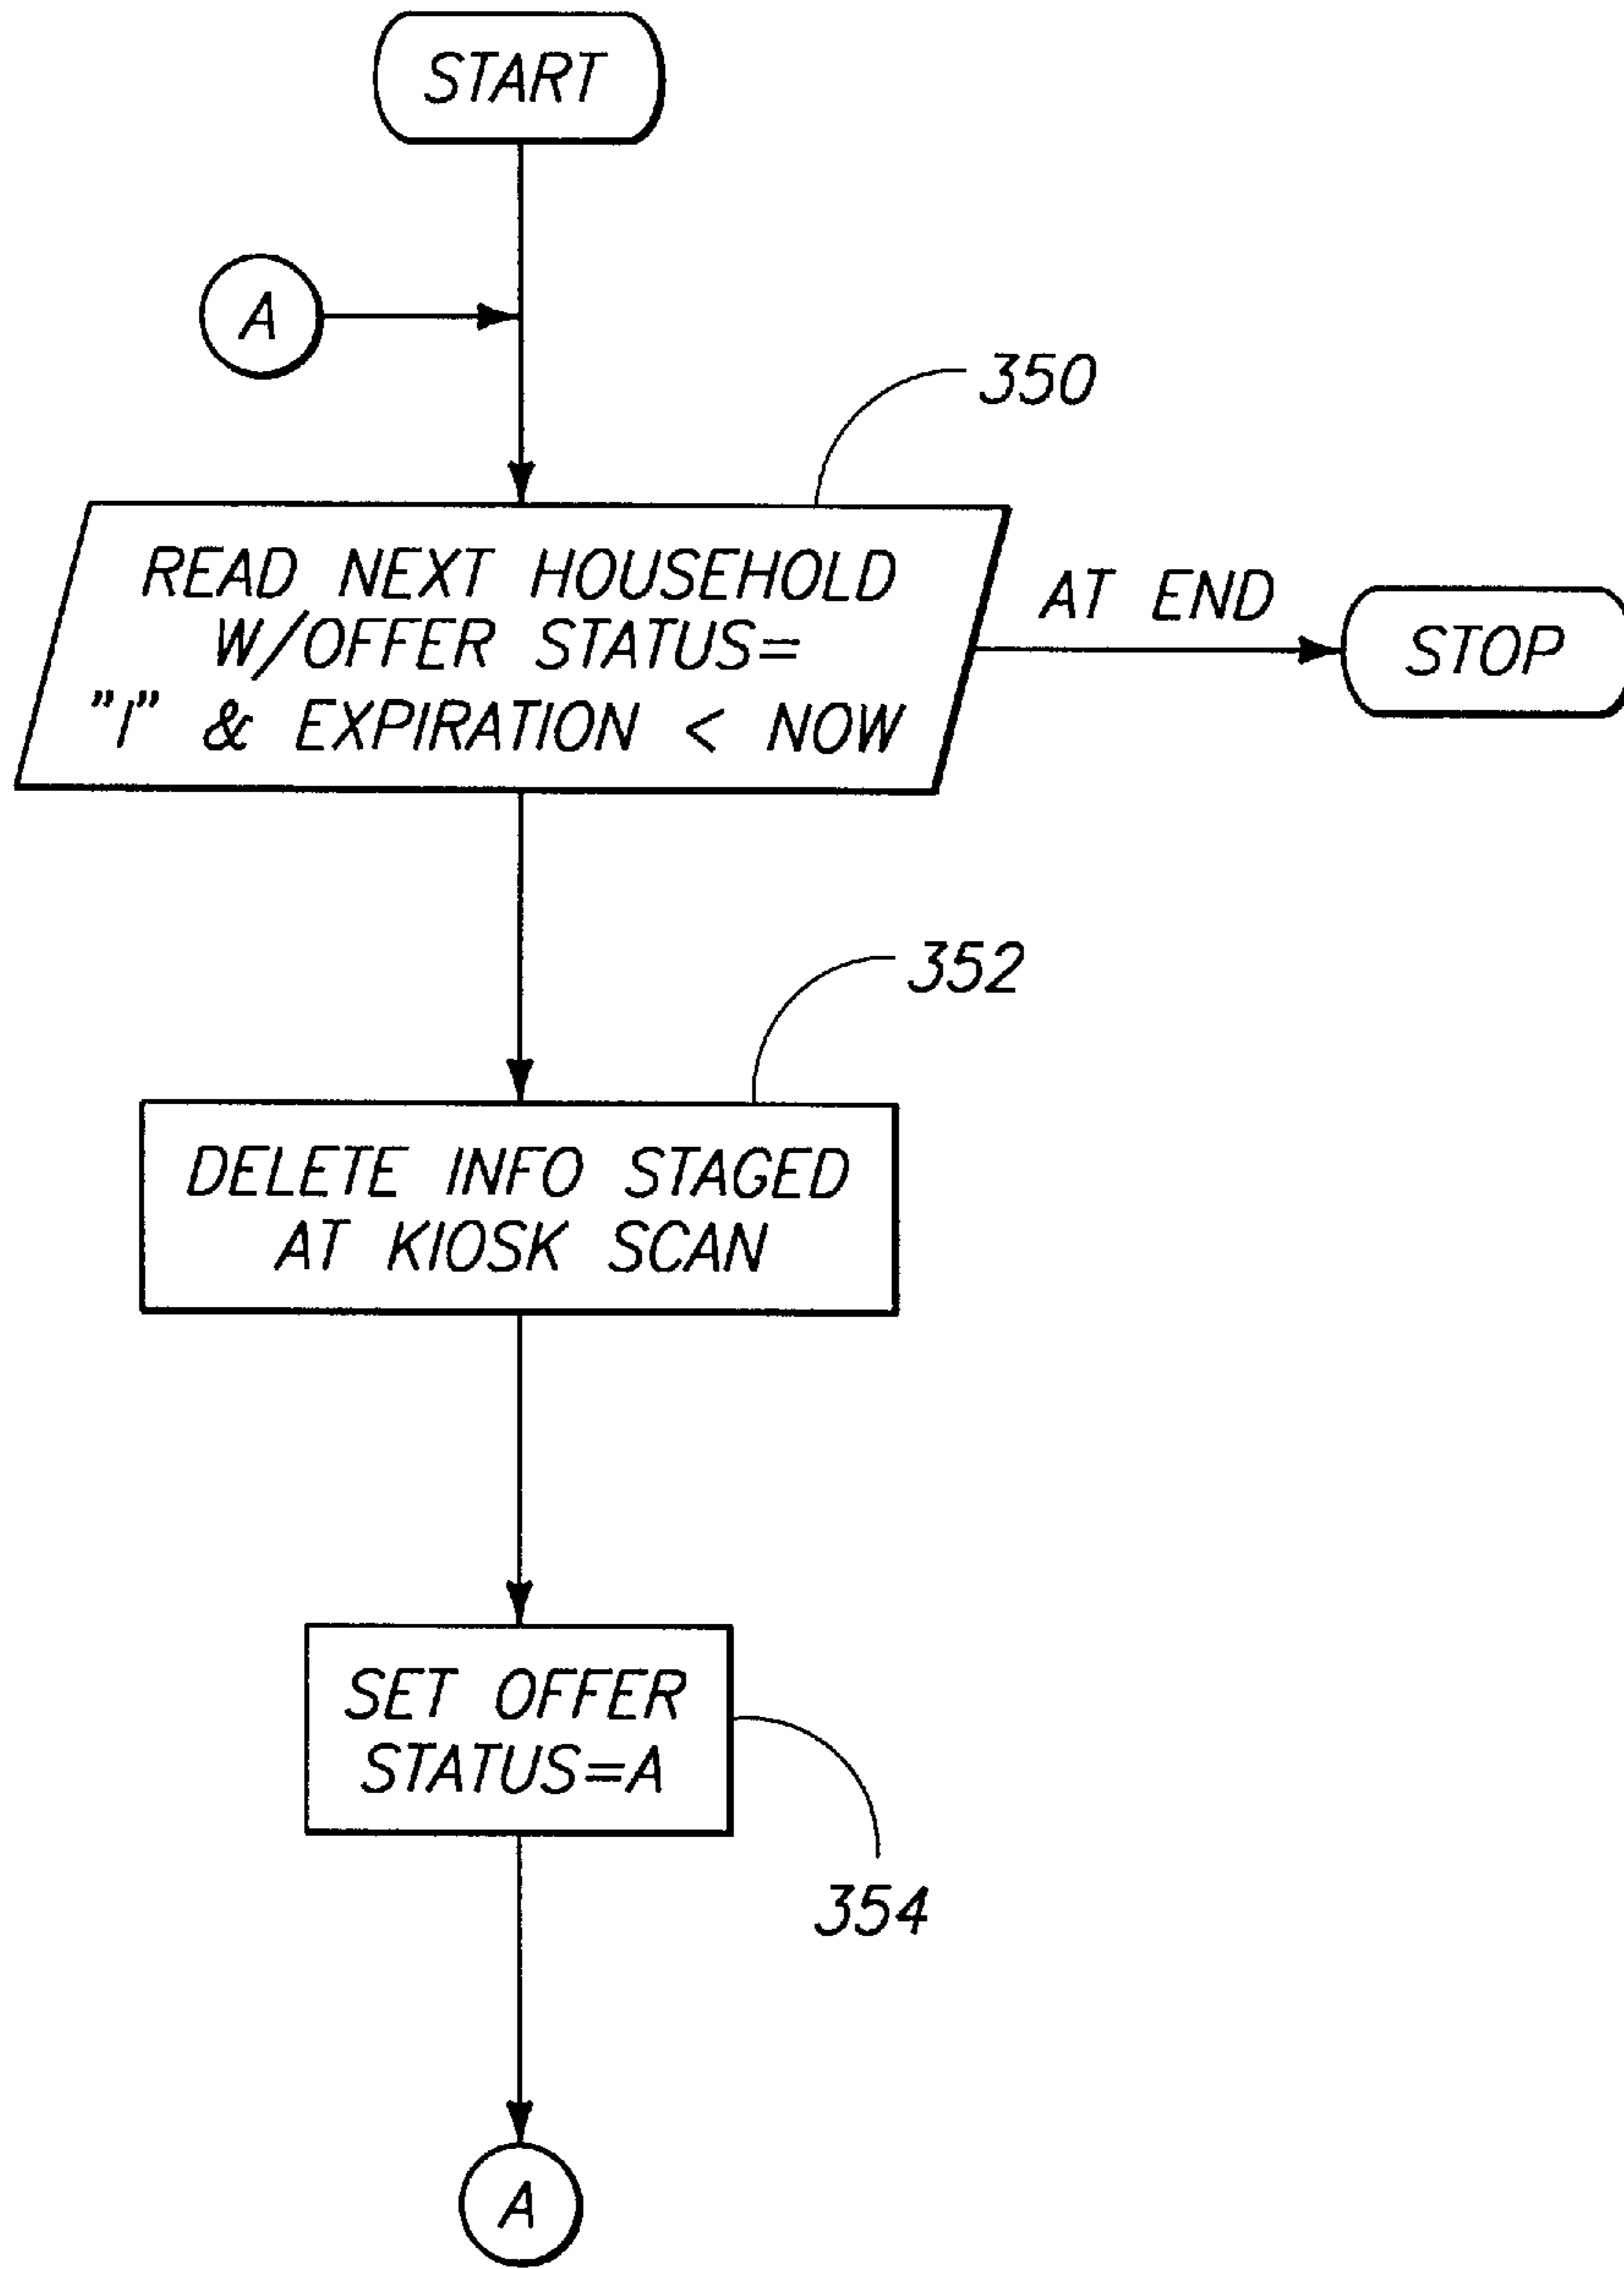 START
A
350
READ NEXT HOUSEHOLD
W/OFFER STATUS=
"I" & EXPIRATION < NOW
AT END
STOP
352
DELETE INFO STAGED
AT KIOSK SCAN
SET OFFER
STATUS=A
354
A